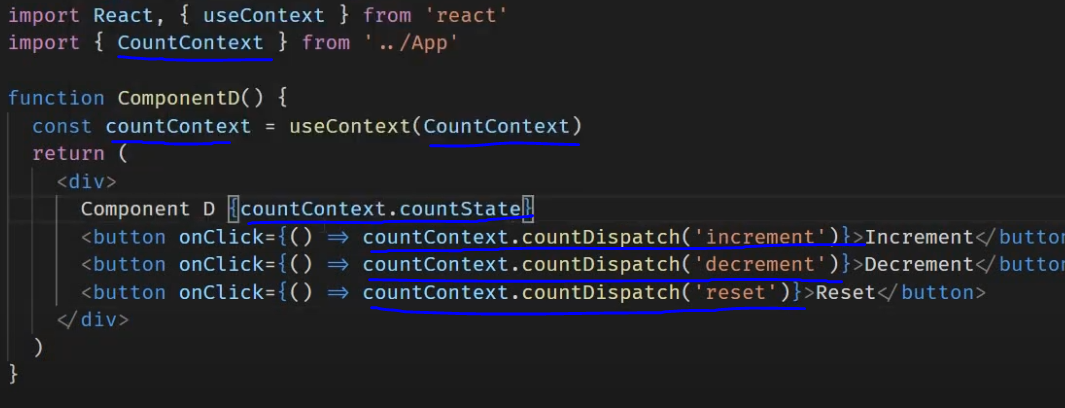 import React, { useContext } from 'react'
import { CountContext } from '../App'
function ComponentD() {
const countContext = useContext(CountContext)
return (
<div>
Component D {countContext.countState}
<button onClick={() => countContext.countDispatch('increment')}>Increment</button
<button onClick={() => countContext.countDispatch('decrement')}>Decrement</button
<button onClick={() => countContext.countDispatch('reset')}>Reset</button>
</div>
)
}